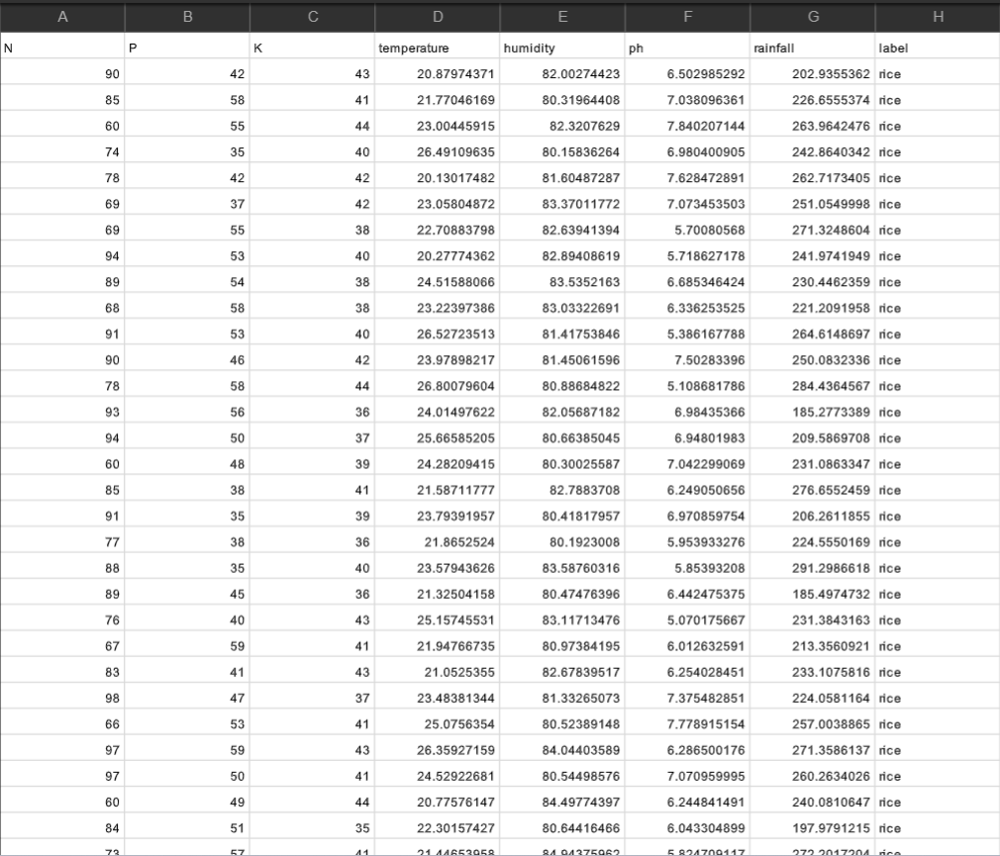 A B C D E F G H
N P K temperature humidity ph rainfall label
90 42 43 20.87974371 82.00274423 6.502985292 202.9355362 rice
85 58 41 21.77046169 80.31964408 7.038096361 226.6555374 rice
60 55 44 23.00445915 82.3207629 7.840207144 263.9642476 rice
74 35 40 26.49109635 80.15836264 6.980400905 242.8640342 rice
78 42 42 20.13017482 81.60487287 7.628472891 262.7173405 rice
69 37 42 23.05804872 83.37011772 7.073453503 251.0549998 rice
69 55 38 22.70883798 82.63941394 5.70080568 271.3248604 rice
94 53 40 20.27774362 82.89408619 5.718627178 241.9741949 rice
89 54 38 24.51588066 83.5352163 6.685346424 230.4462359 rice
68 58 38 23.22397386 83.03322691 6.336253525 221.2091958 rice
91 53 40 26.52723513 81.41753846 5.386167788 264.6148697 rice
90 46 42 23.97898217 81.45061596 7.50283396 250.0832336 rice
78 58 44 26.80079604 80.88684822 5.108681786 284.4364567 rice
93 56 36 24.01497622 82.05687182 6.98435366 185.2773389 rice
94 50 37 25.66585205 80.66385045 6.94801983 209.5869708 rice
60 48 39 24.28209415 80.30025587 7.042299069 231.0863347 rice
85 38 41 21.58711777 82.7883708 6.249050656 276.6552459 rice
91 35 39 23.79391957 80.41817957 6.970859754 206.2611855 rice
77 38 36 21.8652524 80.1923008 5.953933276 224.5550169 rice
88 35 40 23.57943626 83.58760316 5.85393208 291.2986618 rice
89 45 36 21.32504158 80.47476396 6.442475375 185.4974732 rice
76 40 43 25.15745531 83.11713476 5.070175667 231.3843163 rice
67 59 41 21.94766735 80.97384195 6.012632591 213.3560921 rice
83 41 43 21.0525355 82.67839517 6.254028451 233.1075816 rice
98 47 37 23.48381344 81.33265073 7.375482851 224.0581164 rice
66 53 41 25.0756354 80.52389148 7.778915154 257.0038865 rice
97 59 43 26.35927159 84.04403589 6.286500176 271.3586137 rice
97 50 41 24.52922681 80.54498576 7.070959995 260.2634026 rice
60 49 44 20.77576147 84.49774397 6.244841491 240.0810647 rice
84 51 35 22.30157427 80.64416466 6.043304899 197.9791215 rice
73 57 41 21.44653958 84.94375962 5.824709117 272.2017204 rice